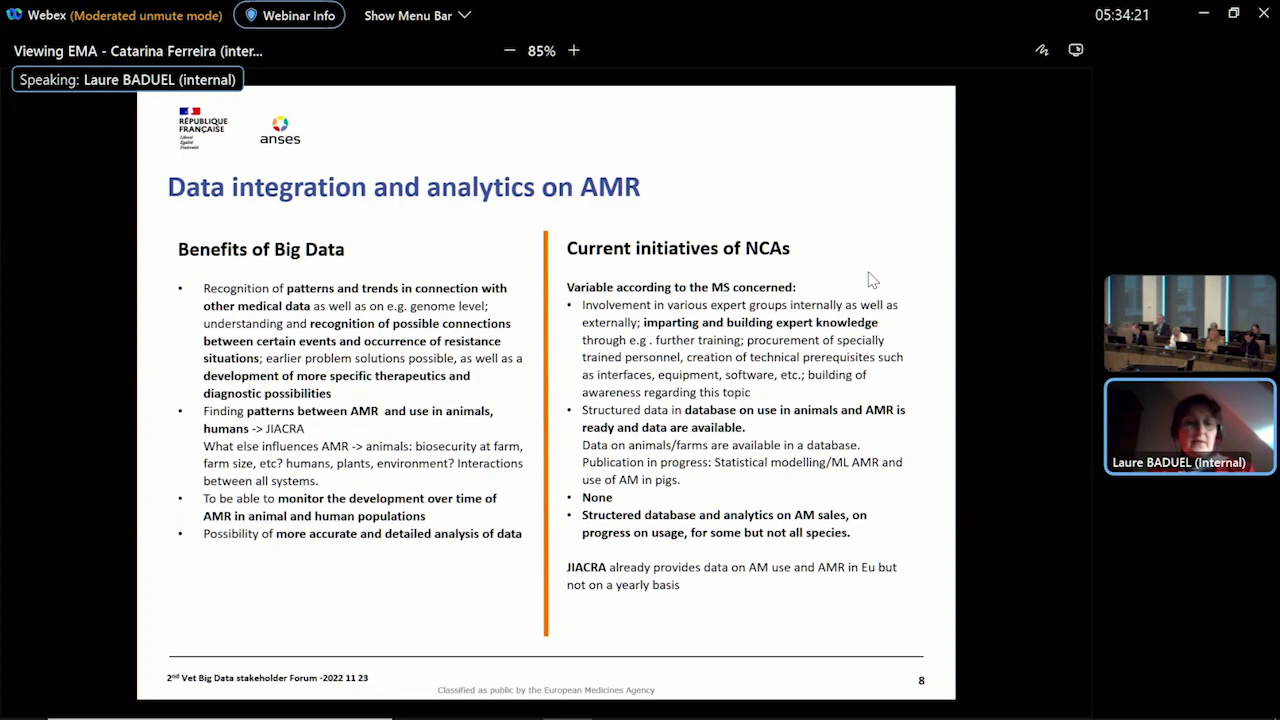 Webex (Moderated unmute mode) Webinar Info Show Menu Bar 05:34:21
Viewing EMA - Catarina Ferreira (inter... 85%
Speaking: Laure BADUEL (internal)
RÉPUBLIQUE
FRANÇAISE
Liberté
Égalité
Fraternité
anses
Data integration and analytics on AMR
Benefits of Big Data
• Recognition of patterns and trends in connection with
other medical data as well as on e.g. genome level;
understanding and recognition of possible connections
between certain events and occurrence of resistance
situations; earlier problem solutions possible, as well as a
development of more specific therapeutics and
diagnostic possibilities
• Finding patterns between AMR and use in animals,
humans -> JIACRA
What else influences AMR -> animals: biosecurity at farm,
farm size, etc? humans, plants, environment? Interactions
between all systems.
• To be able to monitor the development over time of
AMR in animal and human populations
• Possibility of more accurate and detailed analysis of data
Current initiatives of NCAs
Variable according to the MS concerned:
• Involvement in various expert groups internally as well as
externally; imparting and building expert knowledge
through e.g . further training; procurement of specially
trained personnel, creation of technical prerequisites such
as interfaces, equipment, software, etc.; building of
awareness regarding this topic
• Structured data in database on use in animals and AMR is
ready and data are available.
Data on animals/farms are available in a database.
Publication in progress: Statistical modelling/ML AMR and
use of AM in pigs.
• None
• Structered database and analytics on AM sales, on
progress on usage, for some but not all species.
JIACRA already provides data on AM use and AMR in Eu but
not on a yearly basis
2nd Vet Big Data stakeholder Forum -2022 11 23
Classified as public by the European Medicines Agency
8
Laure BADUEL (Internal)